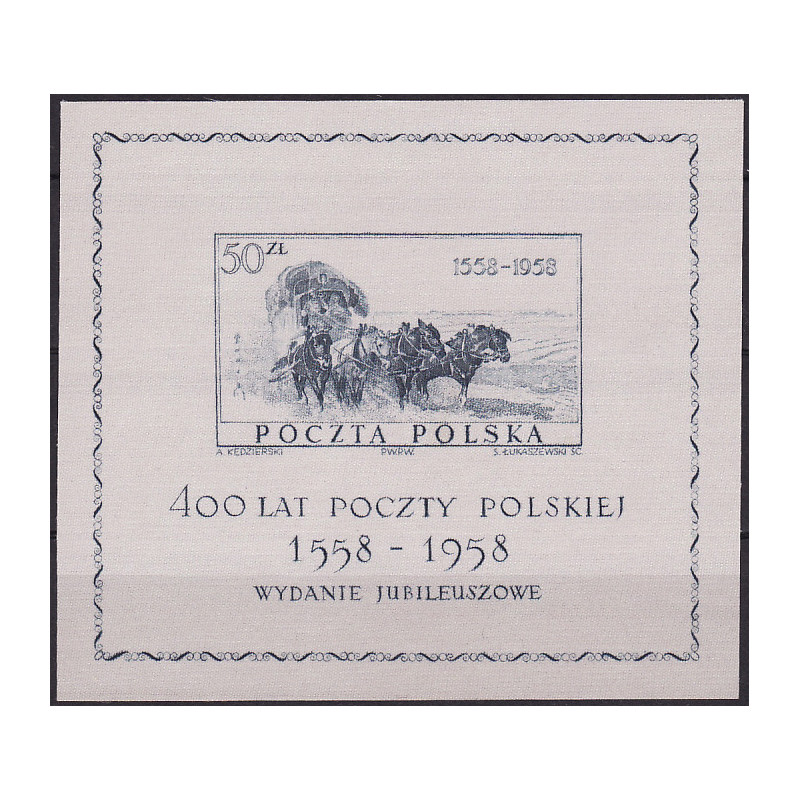 50 ZŁ
1558-1958
POCZTA POLSKA
A. KĘDZIERSKI P.W.P.W. S. ŁUKASZEWSKI SC.
400 LAT POCZTY POLSKIEJ
1558 - 1958
WYDANIE JUBILEUSZOWE